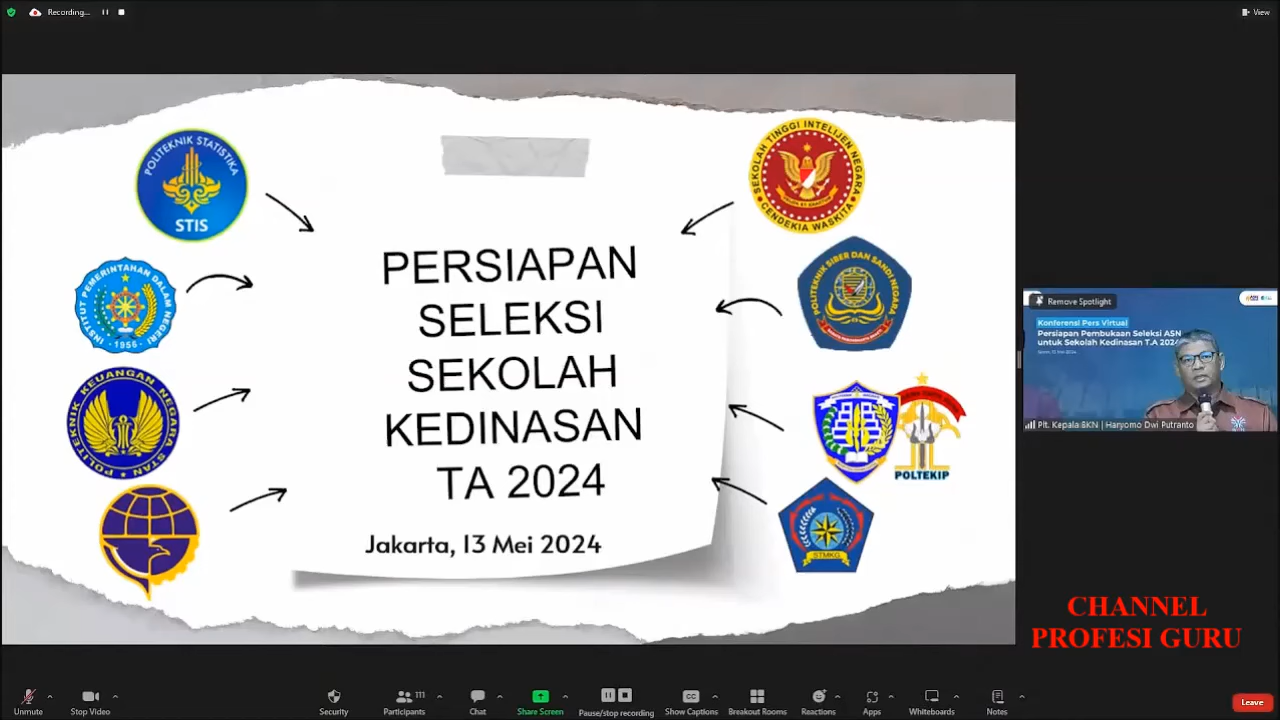 Recording...
View
POLITEKNIK STATISTIKA
STIS
INSTITUT PEMERINTAHAN DALAM NEGERI
- 1956 -
POLITEKNIK KEUANGAN NEGARA
STAN
PERSIAPAN
SELEKSI
SEKOLAH
KEDINASAN
TA 2024
Jakarta, 13 Mei 2024
SEKOLAH TINGGI INTELIJEN NEGARA
CENDEKIA WASKITA
POLITEKNIK SIBER DAN SANDI NEGARA
POLTEKIP
STMKG
Remove Spotlight
Konferensi Pers Virtual
Persiapan Pembukaan Seleksi ASN
untuk Sekolah Kedinasan T.A 2024
Plt. Kepala BKN | Haryomo Dwi Putranto
CHANNEL
PROFESI GURU
Unmute
Stop Video
Security
Participants
111
Chat
Share Screen
Pause/stop recording
CC
Show Captions
Breakout Rooms
Reactions
Apps
Whiteboards
Notes
Leave